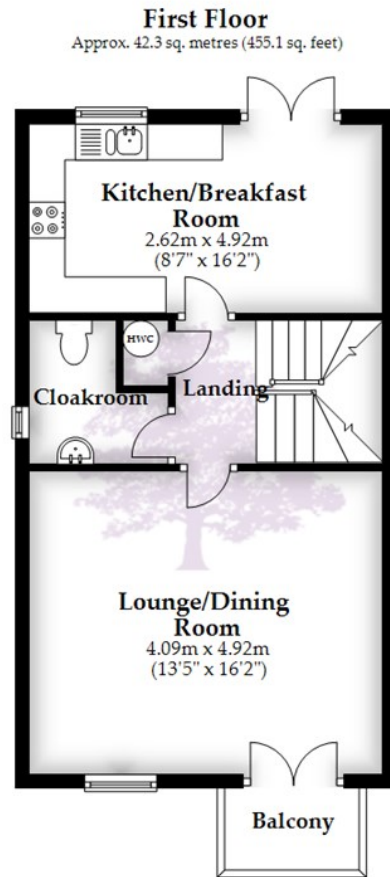 First Floor
Approx. 42.3 sq. metres (455.1 sq. feet)
Kitchen/Breakfast
Room
2.62m x 4.92m
(8'7" x 16'2")
HWC
Cloakroom
Landing
Lounge/Dining
Room
4.09m x 4.92m
(13'5" x 16'2")
Balcony